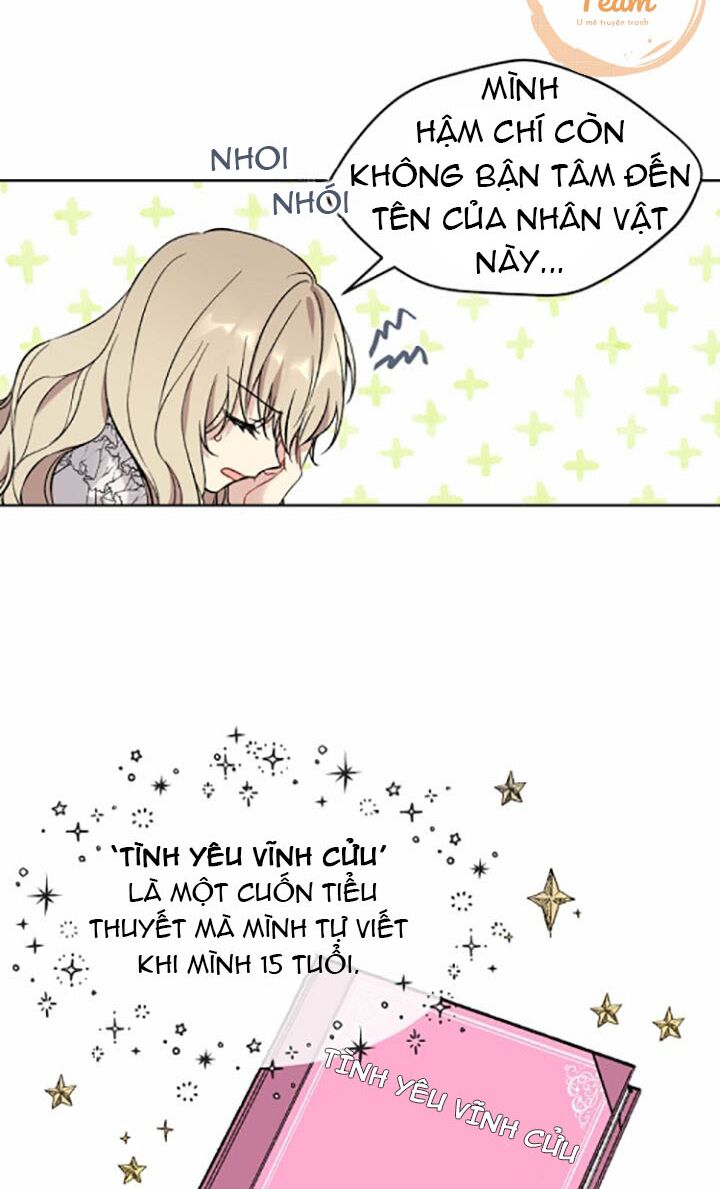 Team
U mê truyện tranh
MÌNH
HẬM CHÍ CÒN
KHÔNG BẬN TÂM ĐẾN
TÊN CỦA NHÂN VẬT
NÀY...
NHOI
NHÓI
'TÌNH YÊU VĨNH CỬU'
LÀ MỘT CUỐN TIỂU
THUYẾT MÀ MÌNH TỰ VIẾT
KHI MÌNH 15 TUỔI.
TÌNH YÊU VĨNH CỬU